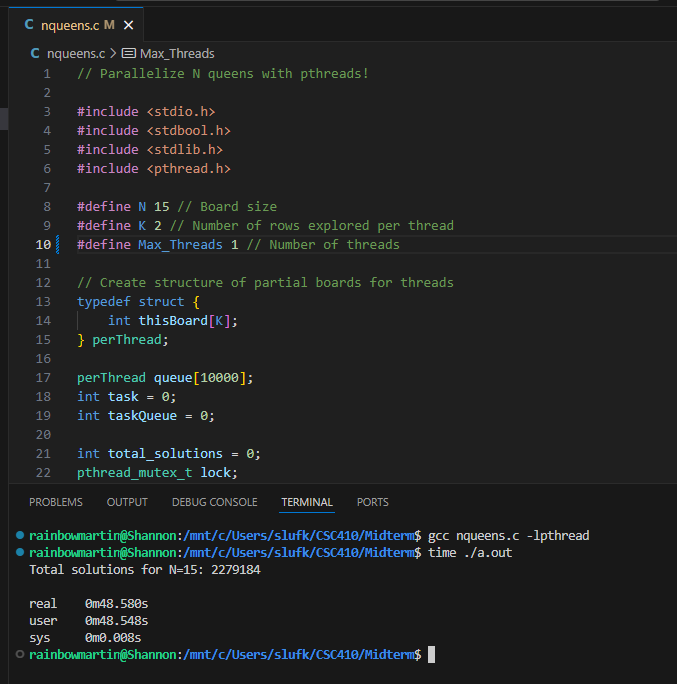 C nqueens.c M ×
C nqueens.c > Max_Threads
1 // Parallelize N queens with pthreads!
2
3 #include <stdio.h>
4 #include <stdbool.h>
5 #include <stdlib.h>
6 #include <pthread.h>
7
8 #define N 15 // Board size
9 #define K 2 // Number of rows explored per thread
10 #define Max_Threads 1 // Number of threads
11
12 // Create structure of partial boards for threads
13 typedef struct {
14     int thisBoard[K];
15 } perThread;
16
17 perThread queue[10000];
18 int task = 0;
19 int taskQueue = 0;
20
21 int total_solutions = 0;
22 pthread_mutex_t lock;
PROBLEMS OUTPUT DEBUG CONSOLE TERMINAL PORTS
rainbowmartin@Shannon:/mnt/c/Users/slufk/CSC410/Midterm$ gcc nqueens.c -lpthread
rainbowmartin@Shannon:/mnt/c/Users/slufk/CSC410/Midterm$ time ./a.out
Total solutions for N=15: 2279184
real 0m48.580s
user 0m48.548s
sys 0m0.008s
rainbowmartin@Shannon:/mnt/c/Users/slufk/CSC410/Midterm$